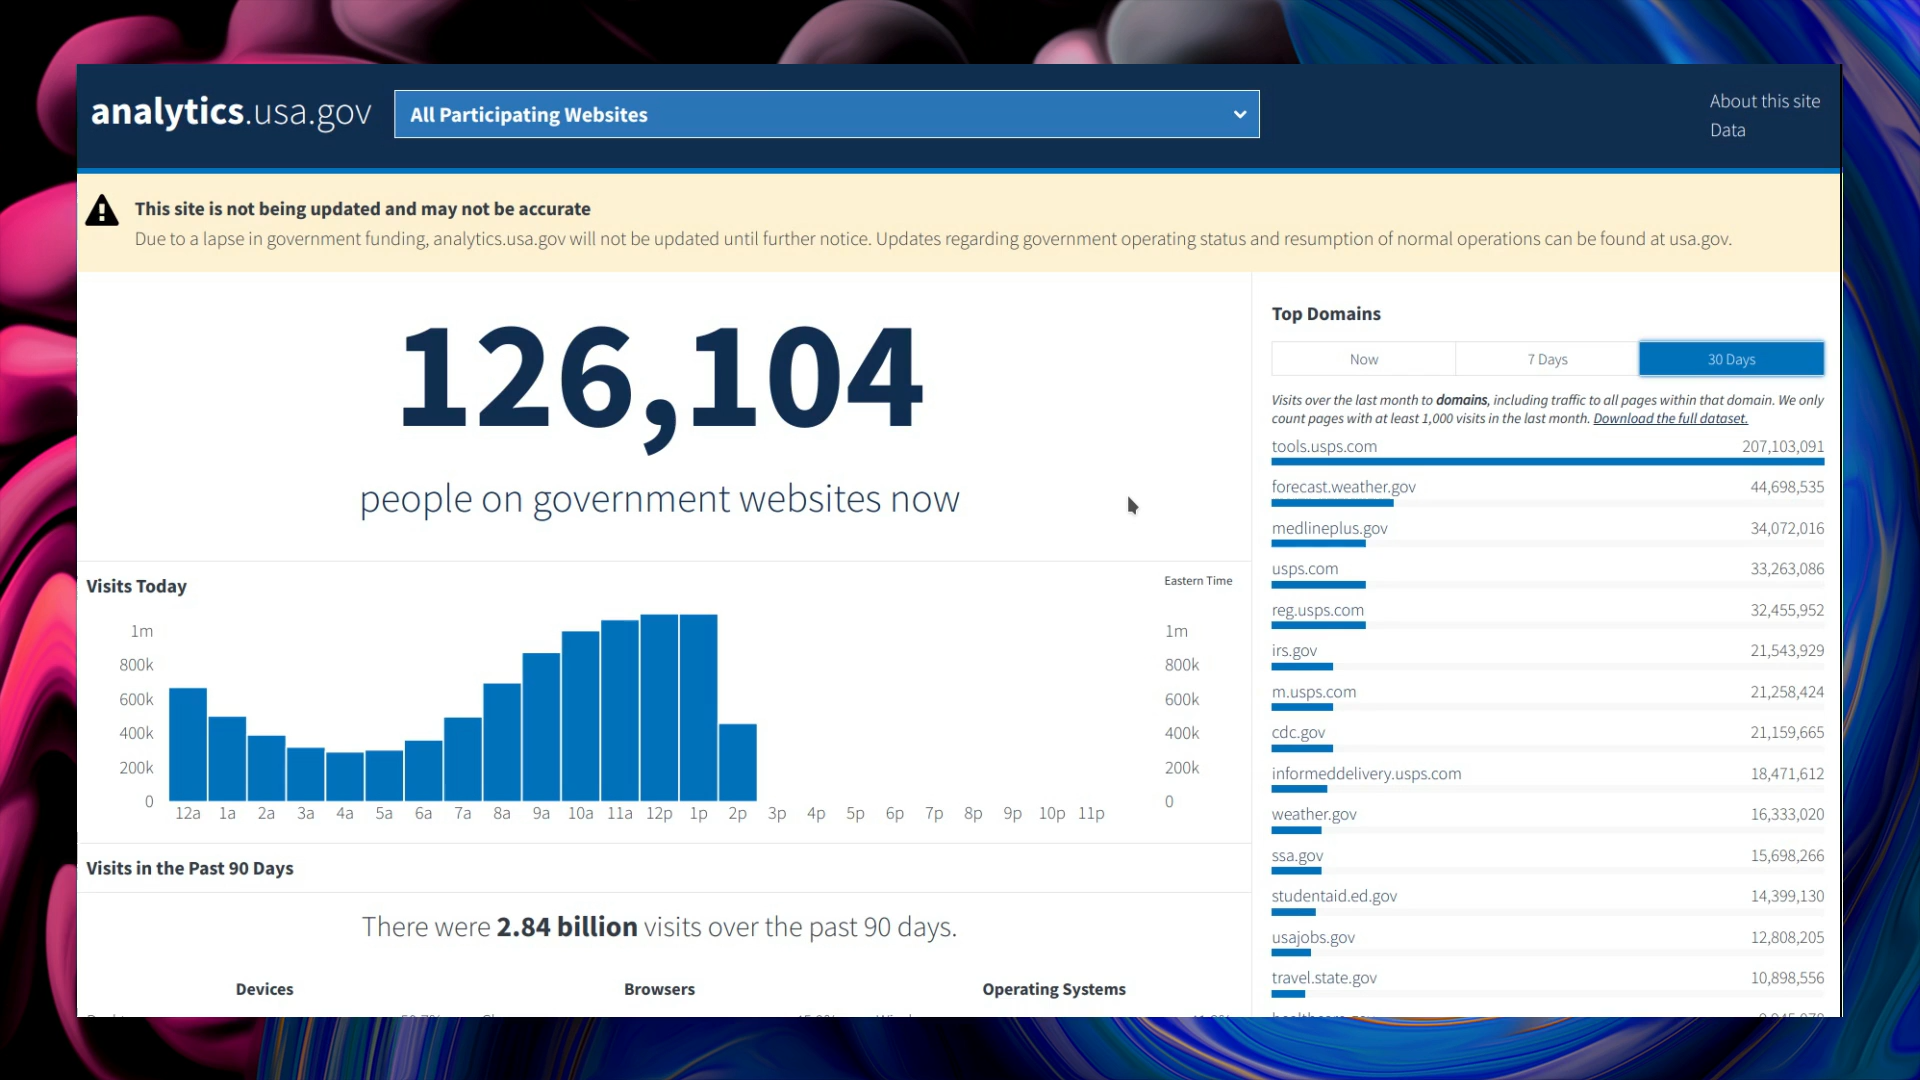 analytics.usa.gov
All Participating Websites
About this site
Data
This site is not being updated and may not be accurate
Due to a lapse in government funding, analytics.usa.gov will not be updated until further notice. Updates regarding government operating status and resumption of normal operations can be found at usa.gov.
126,104
people on government websites now
Visits Today
Eastern Time
1m
800k
600k
400k
200k
0
1m
800k
600k
400k
200k
0
12a 1a 2a 3a 4a 5a 6a 7a 8a 9a 10a 11a 12p 1p 2p 3p 4p 5p 6p 7p 8p 9p 10p 11p
Visits in the Past 90 Days
There were 2.84 billion visits over the past 90 days.
Devices Browsers Operating Systems
Top Domains
Now 7 Days 30 Days
Visits over the last month to domains, including traffic to all pages within that domain. We only
count pages with at least 1,000 visits in the last month. Download the full dataset.
tools.usps.com 207,103,091
forecast.weather.gov 44,698,535
medlineplus.gov 34,072,016
usps.com 33,263,086
reg.usps.com 32,455,952
irs.gov 21,543,929
m.usps.com 21,258,424
cdc.gov 21,159,665
informeddelivery.usps.com 18,471,612
weather.gov 16,333,020
ssa.gov 15,698,266
studentaid.ed.gov 14,399,130
usajobs.gov 12,808,205
travel.state.gov 10,898,556